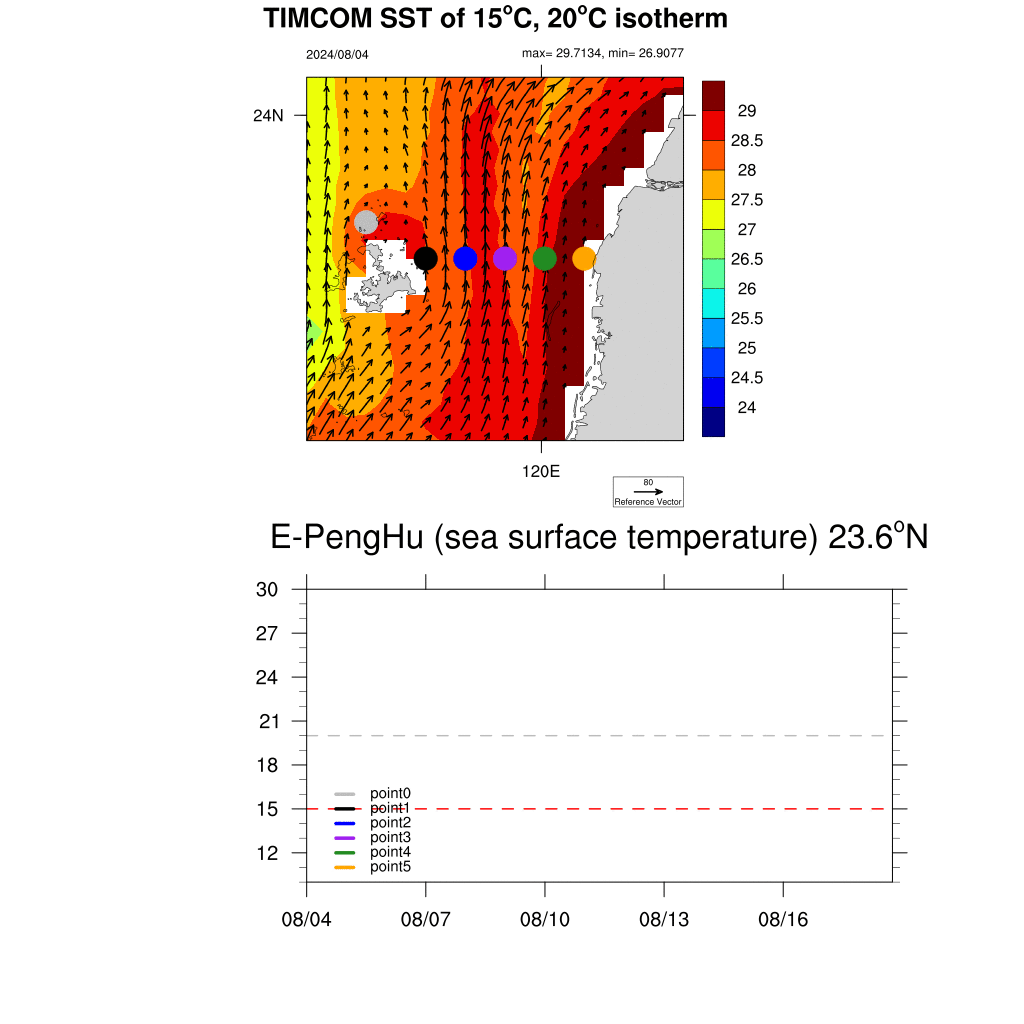 TIMCOM SST of 15°C, 20°C isotherm
2024/08/04
max= 29.7134, min= 26.9077
24N
120E
29
28.5
28
27.5
27
26.5
26
25.5
25
24.5
24
80
Reference Vector
E-PengHu (sea surface temperature) 23.6°N
30
27
24
21
18
15
12
point0
point1
point2
point3
point4
point5
08/04 08/07 08/10 08/13 08/16